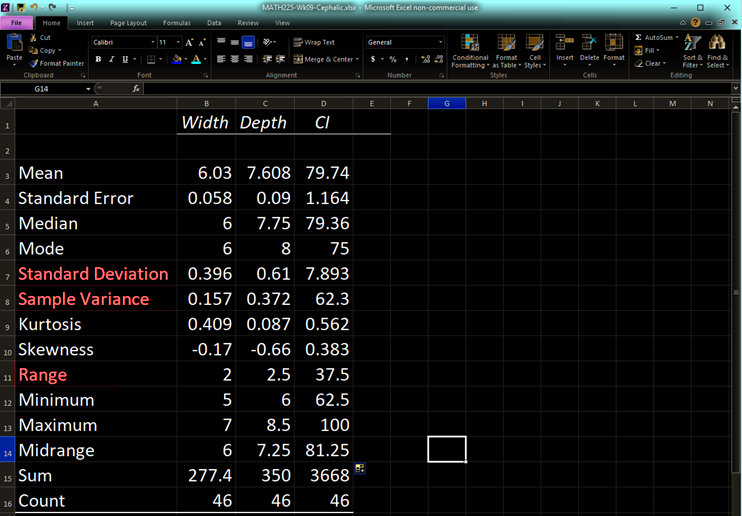 MATH225-Wk09-Cephalic.xlsx - Microsoft Excel non-commercial use
File Home Insert Page Layout Formulas Data Review View
Cut
Copy
Format Painter
Paste
Clipboard
Calibri 11 A A
B I U
Font
Wrap Text
Merge & Center
Alignment
General
$ % ,
Number
Conditional Formatting
Format as Table
Cell Styles
Styles
Insert Delete Format
Cells
Σ AutoSum
Fill
Clear
Sort & Filter
Find & Select
Editing
G14 fx
A B C D E F G H I J K L M N
1 Width Depth CI
2
3 Mean 6.03 7.608 79.74
4 Standard Error 0.058 0.09 1.164
5 Median 6 7.75 79.36
6 Mode 6 8 75
7 Standard Deviation 0.396 0.61 7.893
8 Sample Variance 0.157 0.372 62.3
9 Kurtosis 0.409 0.087 0.562
10 Skewness -0.17 -0.66 0.383
11 Range 2 2.5 37.5
12 Minimum 5 6 62.5
13 Maximum 7 8.5 100
14 Midrange 6 7.25 81.25
15 Sum 277.4 350 3668
16 Count 46 46 46